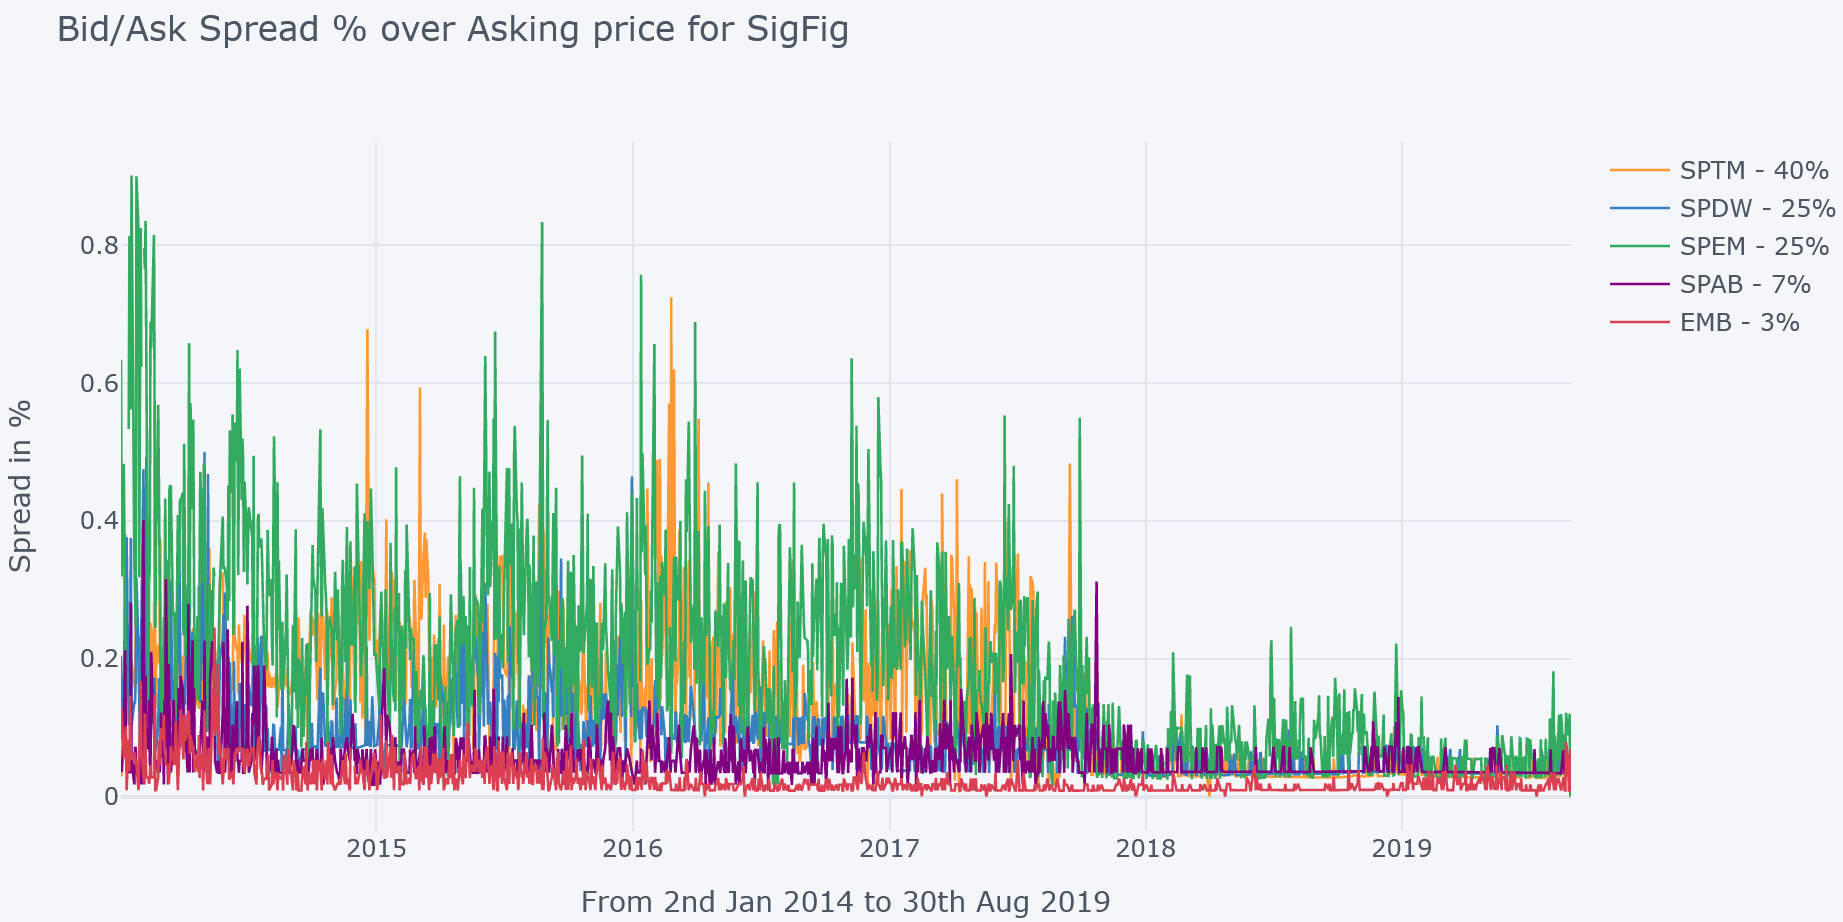 Bid/Ask Spread % over Asking price for SigFig
SPTM - 40%
SPDW - 25%
SPEM - 25%
SPAB - 7%
EMB - 3%
Spread in %
0.8
0.6
0.4
0.2
0
2015 2016 2017 2018 2019
From 2nd Jan 2014 to 30th Aug 2019